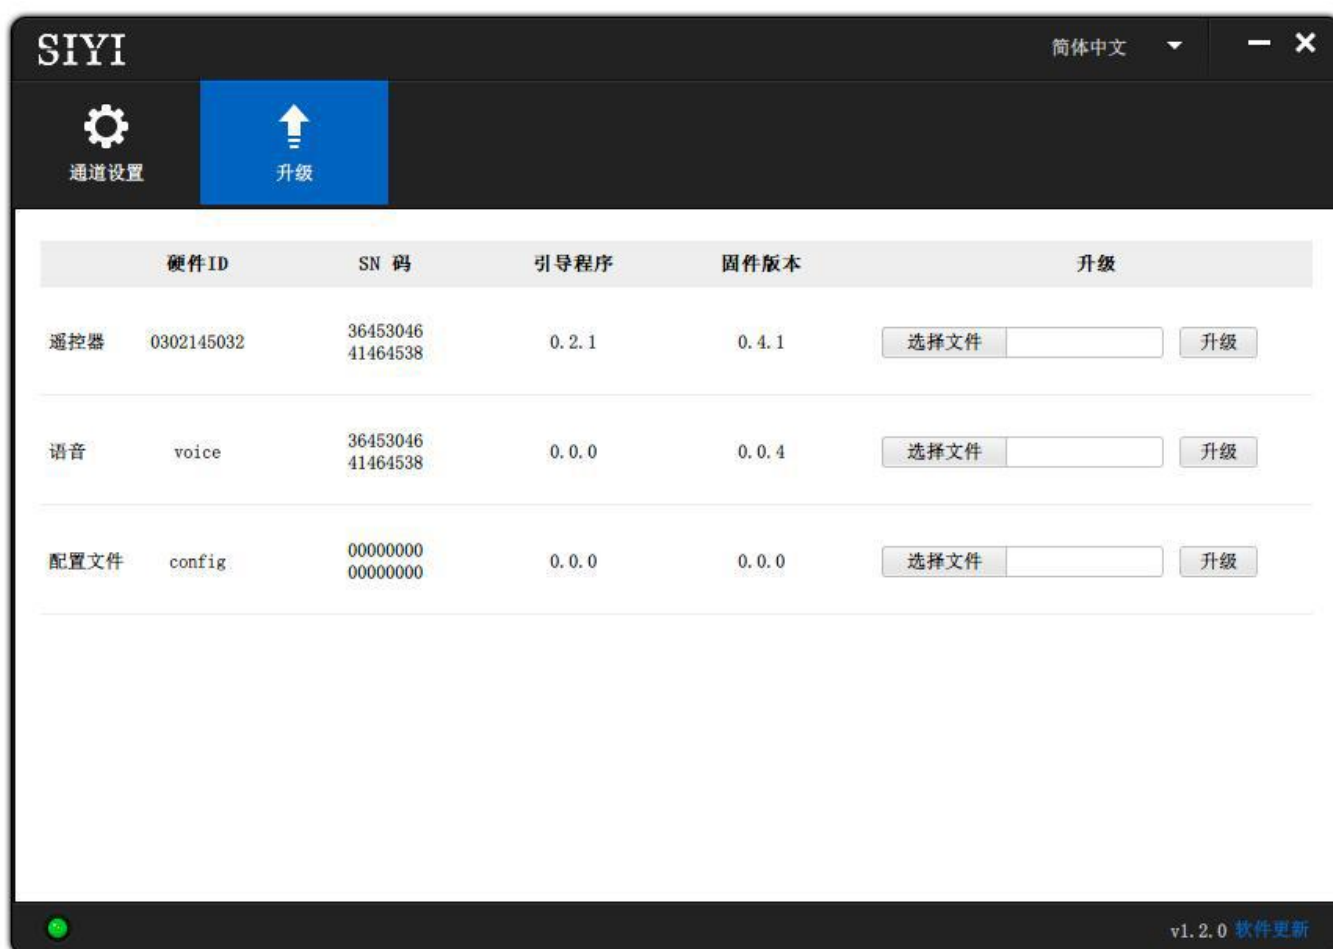 SIYI
简体中文
通道设置
升级
硬件ID SN 码 引导程序 固件版本 升级
遥控器 0302145032 36453046 0.2.1 0.4.1 选择文件 升级
41464538
语音 voice 36453046 0.0.0 0.0.4 选择文件 升级
41464538
配置文件 config 00000000 0.0.0 0.0.0 选择文件 升级
00000000
v1.2.0 软件更新